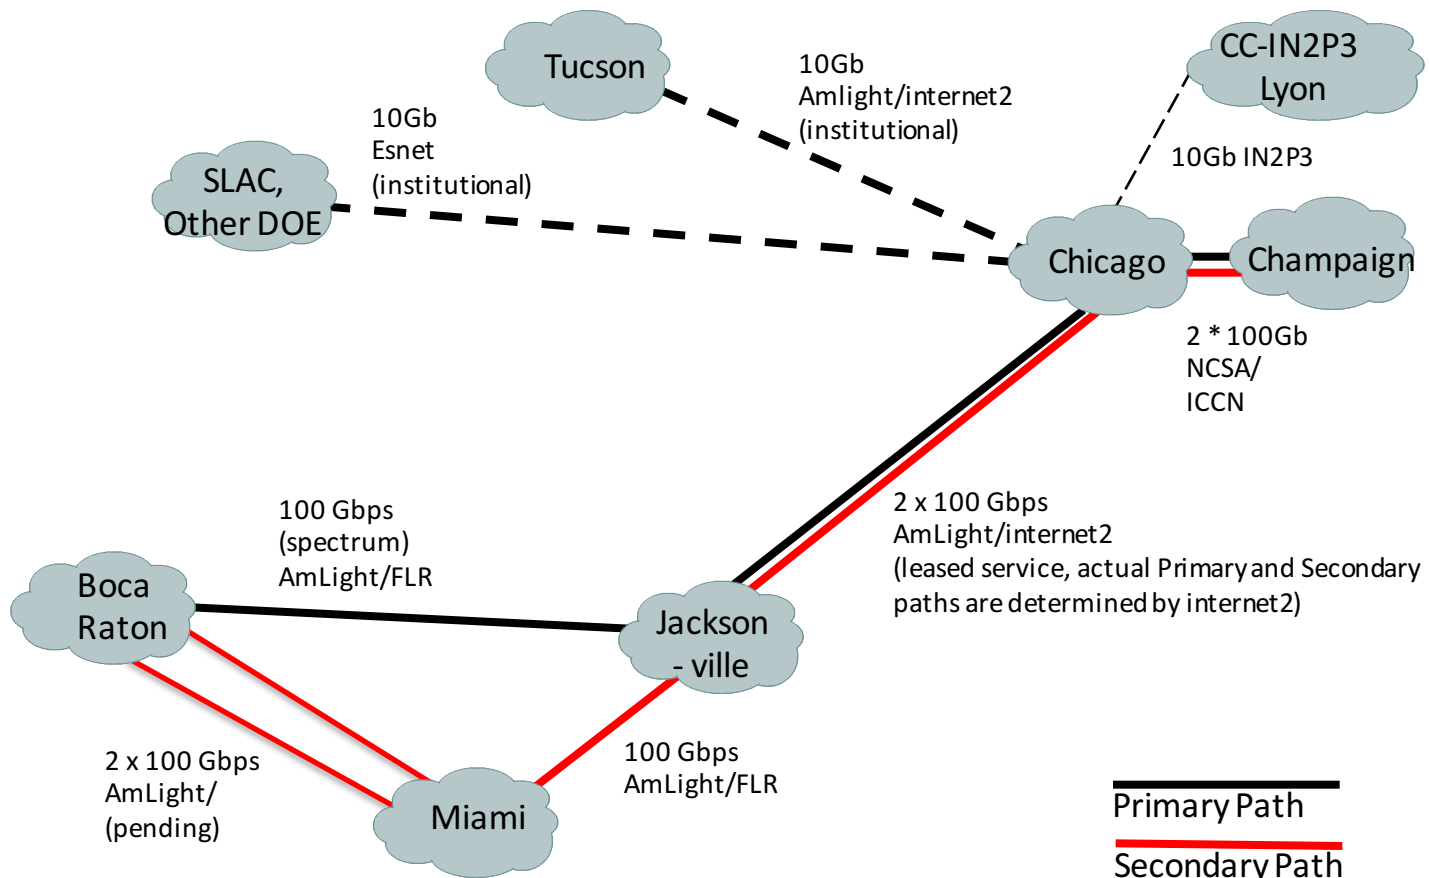 Tucson
10Gb
Amlight/internet2
(institutional)
CC-IN2P3
Lyon
10Gb
Esnet
(institutional)
10Gb IN2P3
SLAC,
Other DOE
Chicago
Champaign
2 * 100Gb
NCSA/
ICCN
100 Gbps
(spectrum)
AmLight/FLR
2 x 100 Gbps
AmLight/internet2
(leased service, actual Primary and Secondary
paths are determined by internet2)
Boca
Raton
Jackson
- ville
2 x 100 Gbps
AmLight/
(pending)
100 Gbps
AmLight/FLR
Miami
Primary Path
Secondary Path